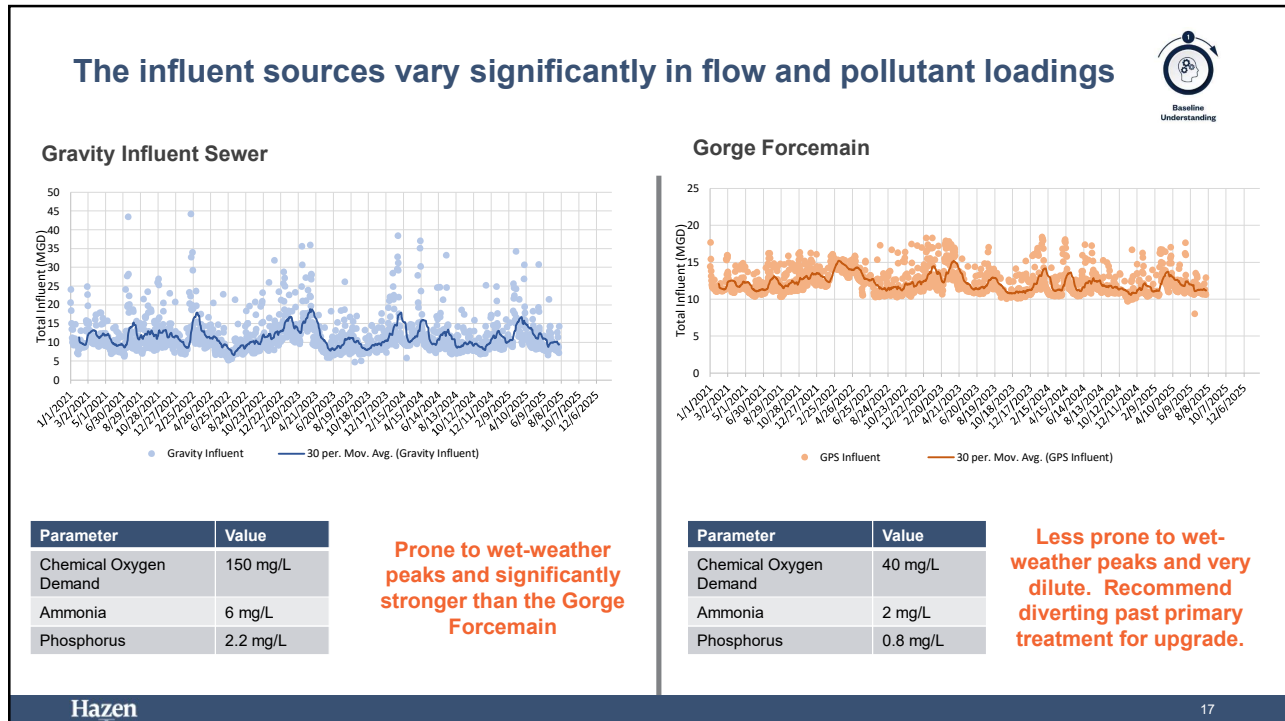 The influent sources vary significantly in flow and pollutant loadings
1
Baseline
Understanding
Gravity Influent Sewer
Total Influent (MGD)
50
45
40
35
30
25
20
15
10
5
0
1/1/2021
3/2/2021
5/1/2021
6/30/2021
8/29/2021
10/28/2021
12/27/2021
2/25/2022
4/26/2022
6/25/2022
8/24/2022
10/23/2022
12/22/2022
2/20/2023
4/21/2023
6/20/2023
8/19/2023
10/18/2023
12/17/2023
2/15/2024
4/15/2024
6/14/2024
8/13/2024
10/12/2024
12/11/2024
2/9/2025
4/10/2025
6/9/2025
8/8/2025
10/7/2025
12/6/2025
Gravity Influent
30 per. Mov. Avg. (Gravity Influent)
Parameter Value
Chemical Oxygen 150 mg/L
Demand
Ammonia 6 mg/L
Phosphorus 2.2 mg/L
Prone to wet-weather
peaks and significantly
stronger than the Gorge
Forcemain
Gorge Forcemain
Total Influent (MGD)
25
20
15
10
5
0
1/1/2021
3/2/2021
5/1/2021
6/30/2021
8/29/2021
10/28/2021
12/27/2021
2/25/2022
4/26/2022
6/25/2022
8/24/2022
10/23/2022
12/22/2022
2/20/2023
4/21/2023
6/20/2023
8/19/2023
10/18/2023
12/17/2023
2/15/2024
4/15/2024
6/14/2024
8/13/2024
10/12/2024
12/11/2024
2/9/2025
4/10/2025
6/9/2025
8/8/2025
10/7/2025
12/6/2025
GPS Influent
30 per. Mov. Avg. (GPS Influent)
Parameter Value
Chemical Oxygen 40 mg/L
Demand
Ammonia 2 mg/L
Phosphorus 0.8 mg/L
Less prone to wet-
weather peaks and very
dilute. Recommend
diverting past primary
treatment for upgrade.
Hazen
17